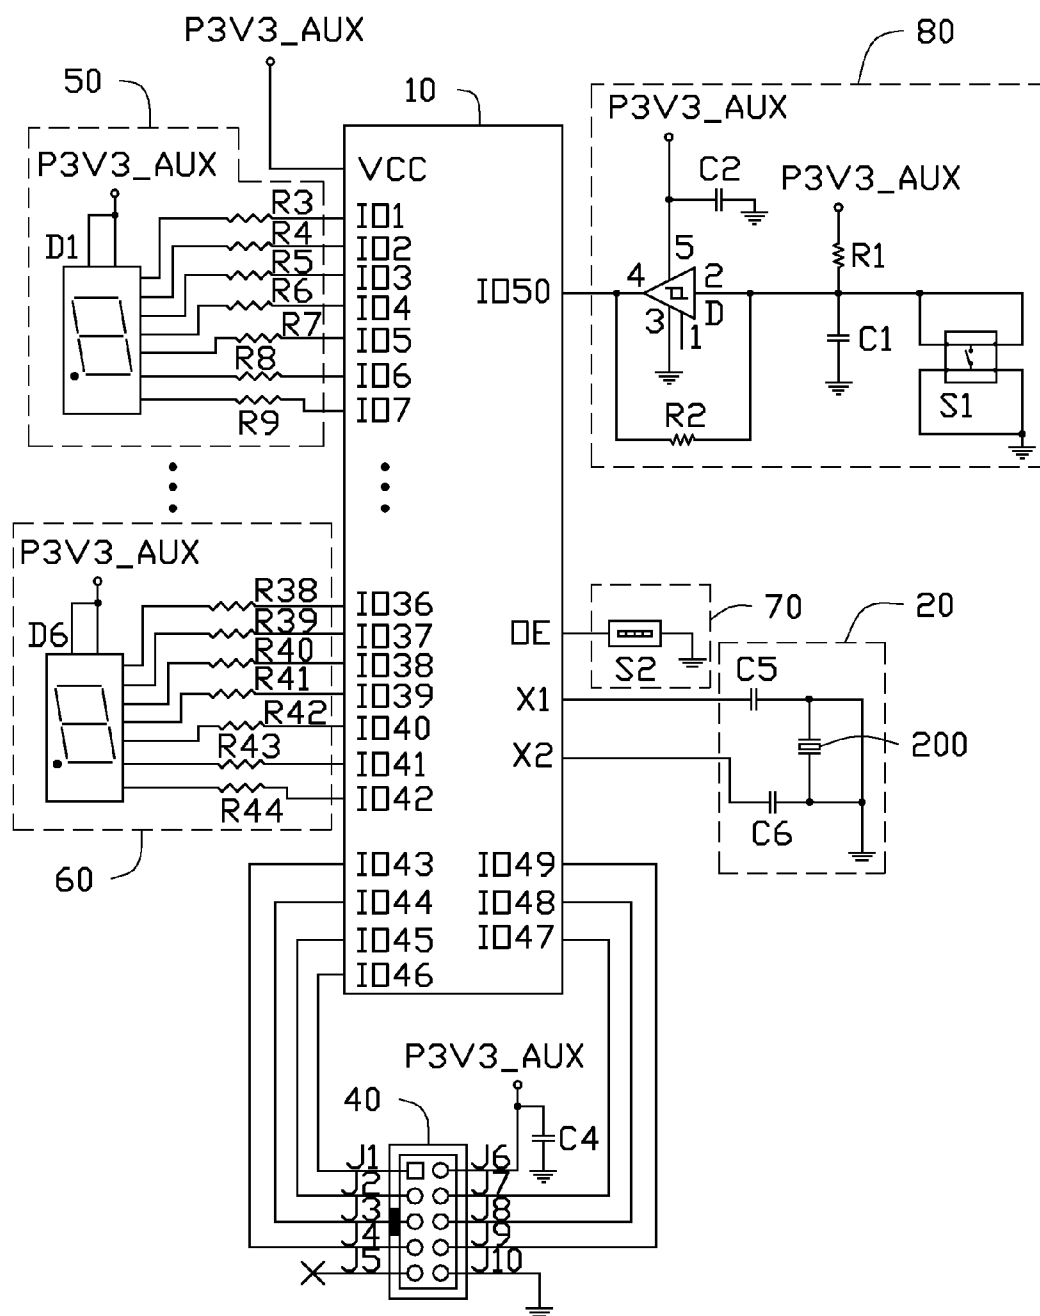 P3V3_AUX
80
50
10
P3V3_AUX
P3V3_AUX
VCC
C2
P3V3_AUX
R3
IO1
D1
R4
IO2
5
R5
IO3
4
2
R1
R6
IO4
IO50
3
D
R7
IO5
1
C1
R8
IO6
R9
IO7
R2
S1
P3V3_AUX
R38
IO36
70
20
D6
R39
IO37
OE
R40
IO38
S2
C5
R41
IO39
X1
R42
IO40
200
R43
IO41
X2
R44
IO42
C6
60
IO43
IO49
IO44
IO48
IO45
IO47
IO46
P3V3_AUX
40
C4
J1
J6
J2
J7
J3
J8
J4
J9
J5
J10